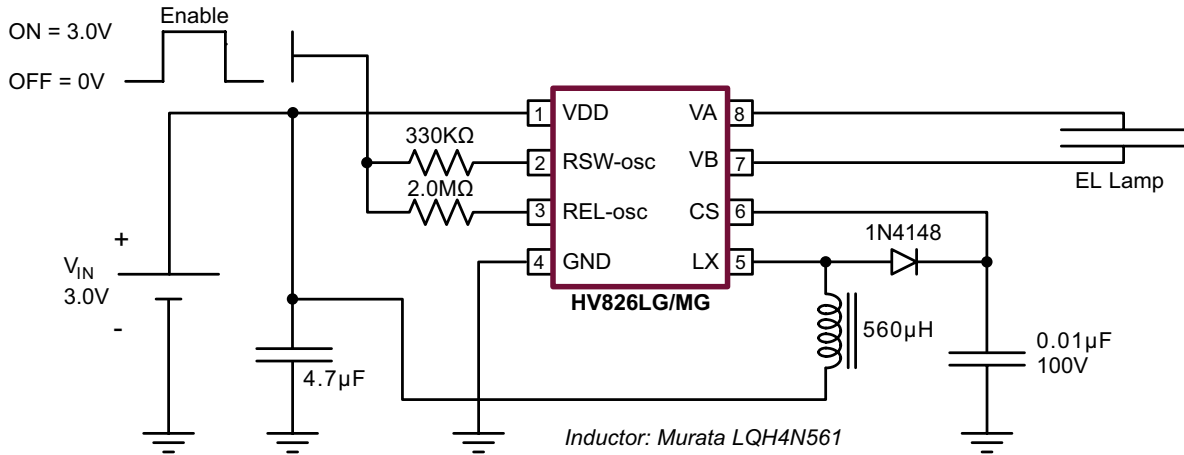 Enable
ON = 3.0V
OFF = 0V
330KΩ
2.0MΩ
1 VDD VA 8
2 RSW-osc VB 7
3 REL-osc CS 6
4 GND LX 5
HV826LG/MG
EL Lamp
1N4148
+
VIN
3.0V
-
4.7µF
560µH
0.01µF
100V
Inductor: Murata LQH4N561